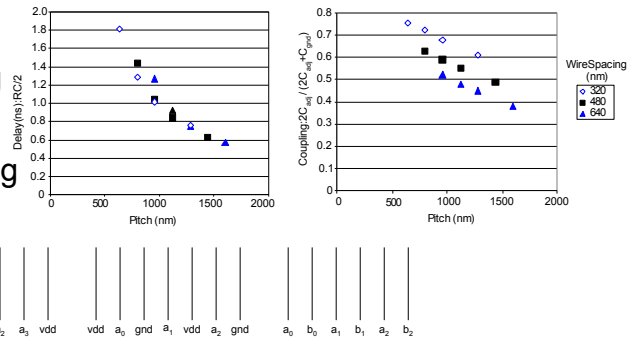 2.0
1.8
1.6
1.4
1.2
1.0
0.8
0.6
0.4
0.2
0
0 500 1000 1500 2000
Pitch (nm)
Delay(ns):RC/2
g
0.8
0.7
0.6
0.5
0.4
0.3
0.2
0.1
0
0 500 1000 1500 2000
Pitch (nm)
Coupling:2Cadj / (2Cadj+Cgnd)
WireSpacing
(nm)
320
480
640
a3 vdd vdd a0 gnd a1 vdd a2 gnd a0 b0 a1 b1 a2 b2